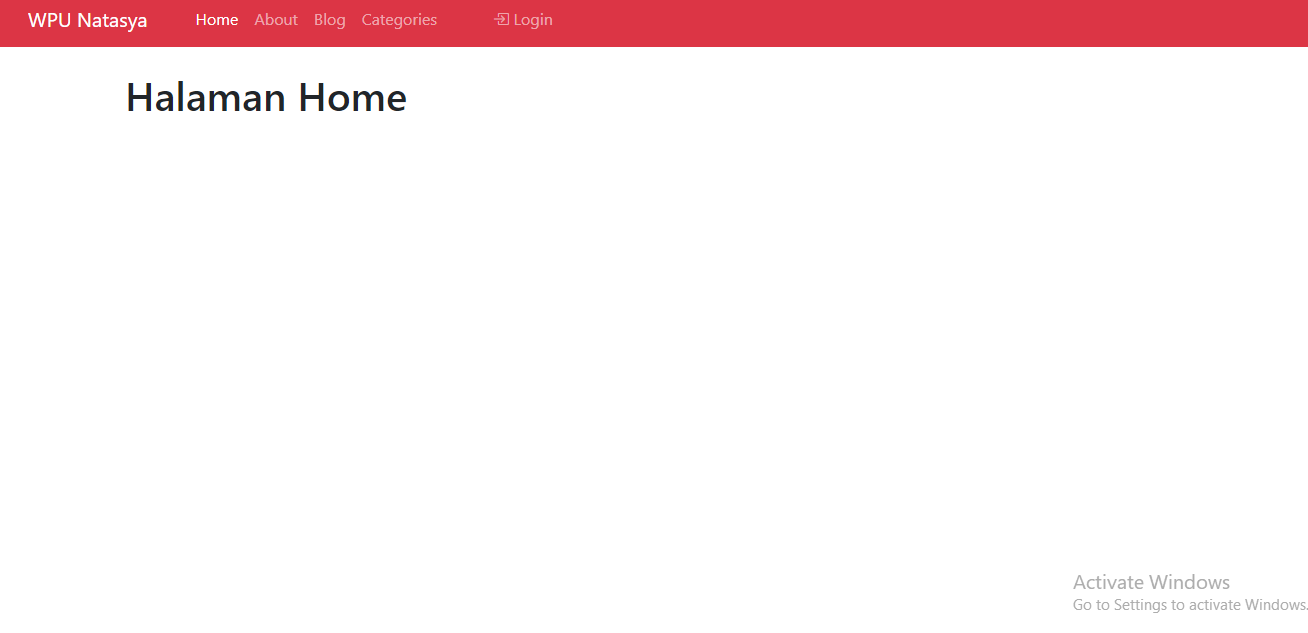 WPU Natasya Home About Blog Categories Login
Halaman Home
Activate Windows
Go to Settings to activate Windows.